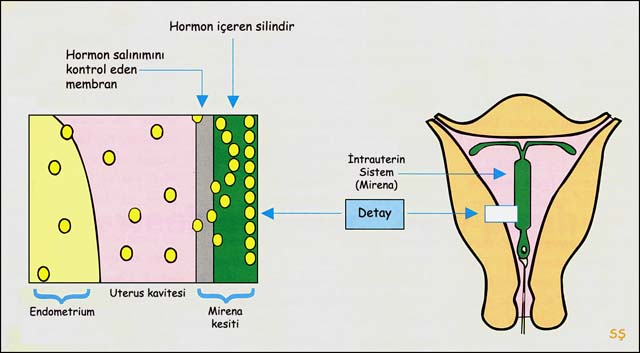 Hormon içeren silindir
Hormon salınımını
kontrol eden
membran
İntrauterin
Sistem
(Mirena)
Detay
Endometrium
Uterus kavitesi
Mirena
kesiti
SŞ